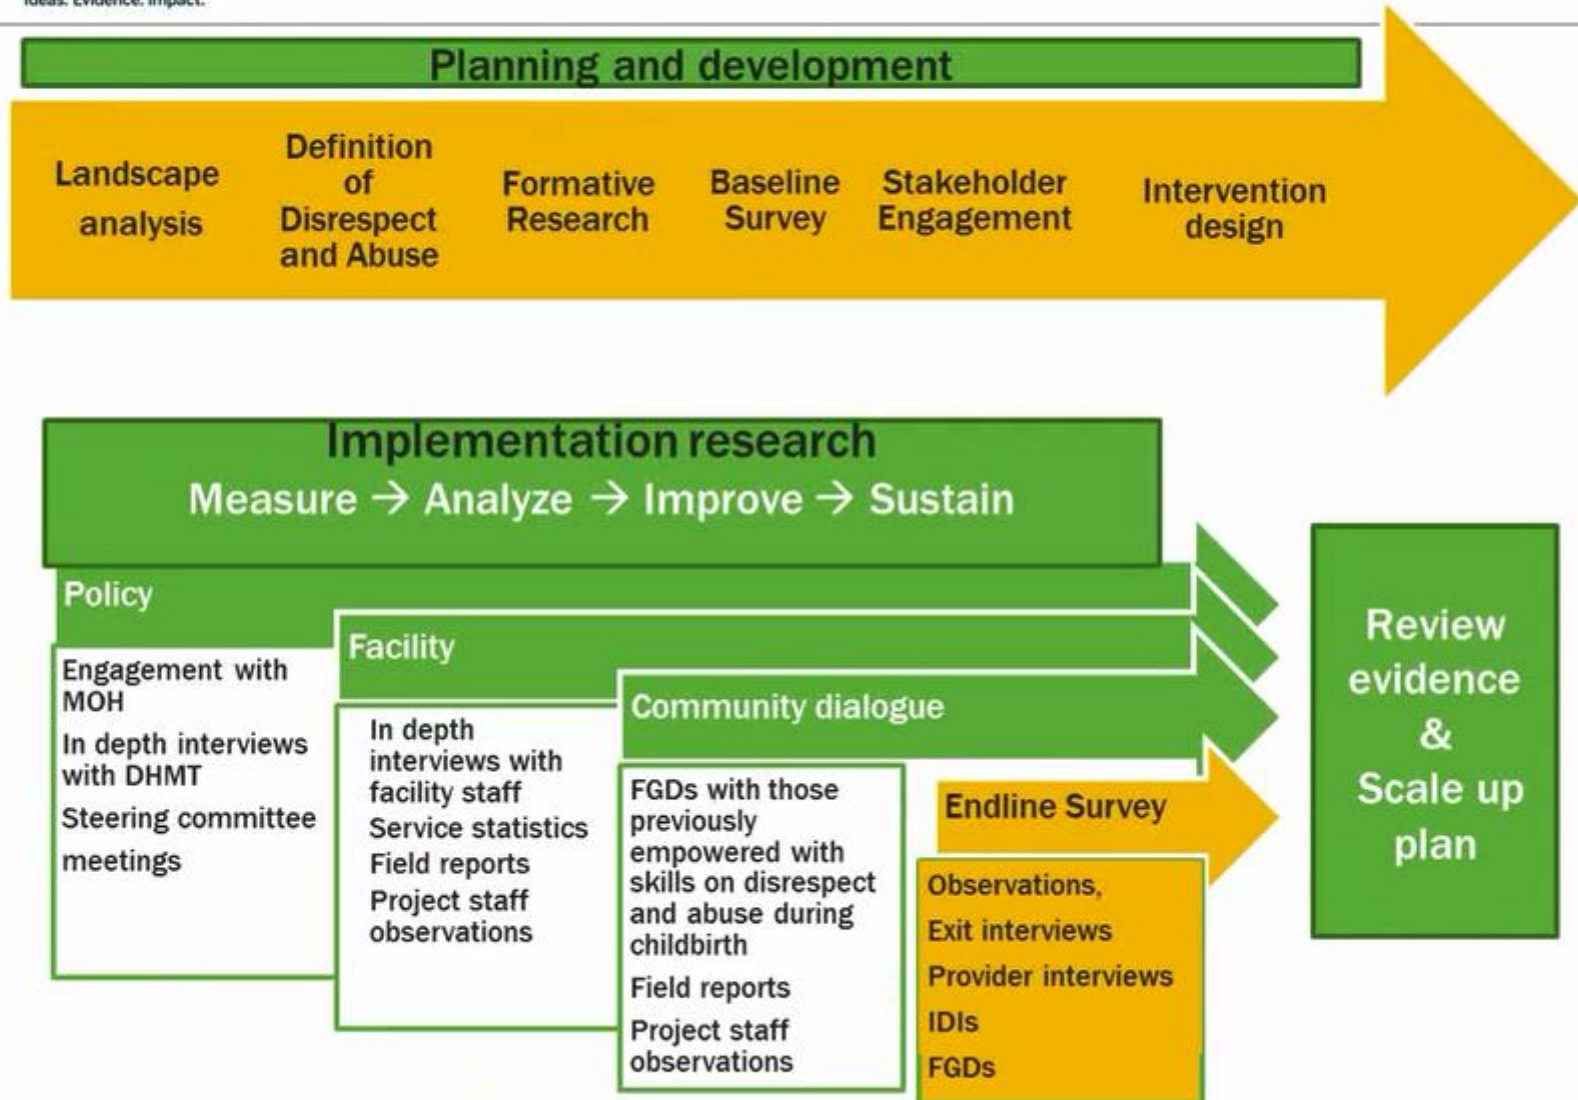 Ideas. Evidence. Impact.
Planning and development
Landscape
analysis
Definition
of
Disrespect
and Abuse
Formative
Research
Baseline
Survey
Stakeholder
Engagement
Intervention
design
Implementation research
Measure → Analyze → Improve → Sustain
Policy
Engagement with
MOH
In depth interviews
with DHMT
Steering committee
meetings
Facility
In depth
interviews with
facility staff
Service statistics
Field reports
Project staff
observations
Community dialogue
FGDs with those
previously
empowered with
skills on disrespect
and abuse during
childbirth
Field reports
Project staff
observations
Endline Survey
Observations,
Exit interviews
Provider interviews
IDIs
FGDs
Review
evidence
&
Scale up
plan